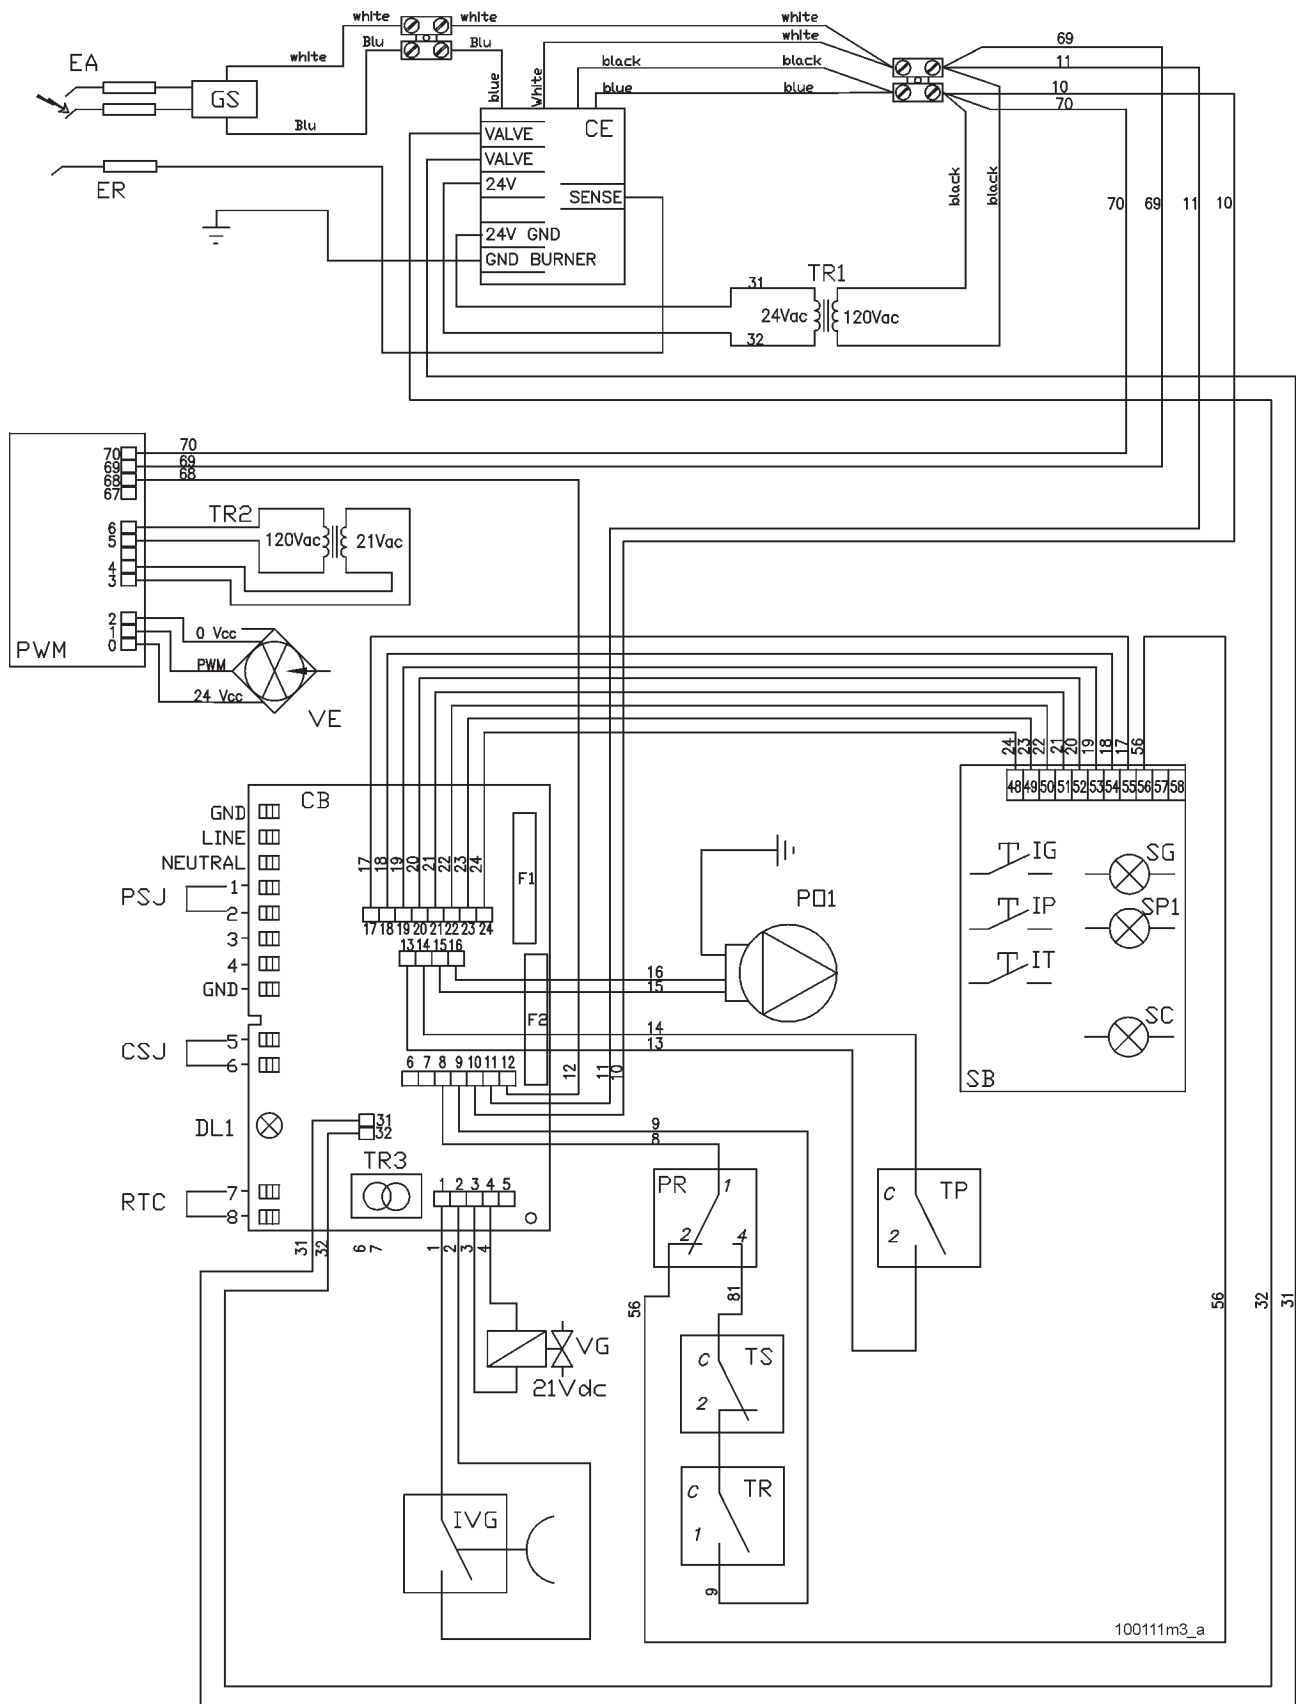 white
white
white
EA
Blu
Blu
white
white
69
11
black
black
10
blue
blue
70
GS
Blu
blue
White
CE
VALVE
VALVE
24V
SENSE
24V GND
GND BURNER
ER
black
black
70
69
11
10
TR1
31
24Vac
120Vac
32
70
70
69
69
68
68
67
TR2
6
5
120Vac
21Vac
4
3
2
1
0
0 Vcc
PWM
PWM
24 Vcc
VE
24
23
22
21
20
19
18
17
56
48
49
50
51
52
53
54
55
56
57
58
CB
GND
LINE
NEUTRAL
PSJ
1
2
3
4
GND
CSJ
5
6
DL1
RTC
7
8
17
18
19
20
21
22
23
24
F1
17
18
19
20
21
22
23
24
13
14
15
16
F2
6
7
8
9
10
11
12
31
32
TR3
1
2
3
4
5
P01
16
15
14
13
12
11
10
9
8
IG
SG
IP
SP1
IT
SC
SB
PR
1
2
4
C
TP
2
31
32
6
7
1
2
3
4
56
81
56
32
31
VG
21Vdc
C
TS
2
C
TR
1
9
IVG
100111m3_a